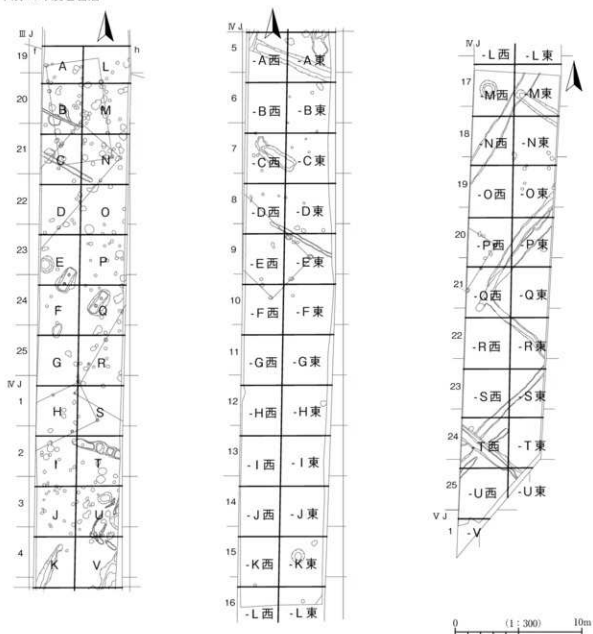 ⅢJ
f h
19 A L
20 B M
21 C N
22 D O
23 E P
24 F Q
25 G R
ⅣJ
1 H S
2 I T
3 J U
4 K V
ⅣJ
5 -A西 -A東
6 -B西 -B東
7 -C西 -C東
8 -D西 -D東
9 -E西 -E東
10 -F西 -F東
11 -G西 -G東
12 -H西 -H東
13 -I西 -I東
14 -J西 -J東
15 -K西 -K東
16 -L西 -L東
ⅣJ
-L西 -L東
17 -M西 -M東
18 -N西 -N東
19 -O西 -O東
20 -P西 -P東
21 -Q西 -Q東
22 -R西 -R東
23 -S西 -S東
24 -T西 -T東
25 -U西 -U東
ⅤJ
1 -V
0 (1:300) 10m